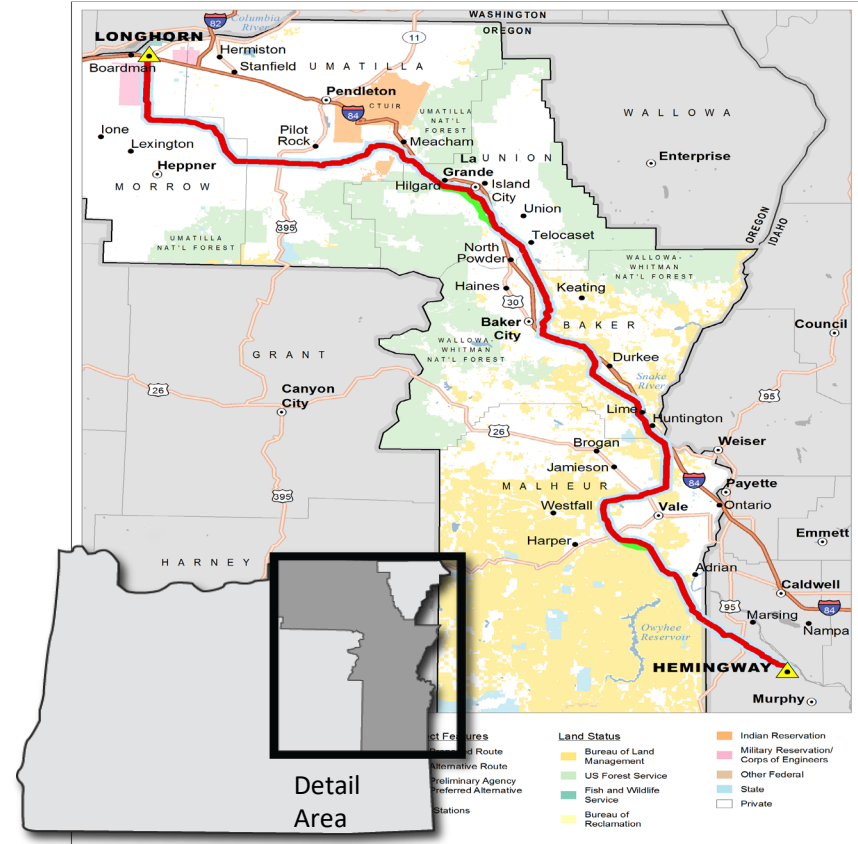 WASHINGTON
OREGON
Columbia
River
82
LONGHORN
Boardman
Hermiston
Stanfield
11
UMATILLA
Pendleton
CTUIR
84
UMATILLA
NAT'L
FOREST
WALLOWA
Ione
Lexington
Heppner
Pilot
Rock
Meacham
MORROW
La
Grande
UNION
Hilgard
Island
City
Enterprise
Union
Telocaset
OREGON
IDAHO
395
UMATILLA
NAT'L FOREST
North
Powder
WALLOWA-
WHITMAN
NAT'L FOREST
Haines
30
Keating
Baker
City
BAKER
Council
WALLOWA-
WHITMAN
NAT'L FOREST
GRANT
Durkee
Snake
River
26
Canyon
City
95
Lime
Huntington
26
Brogan
Weiser
Jamieson
MALHEUR
84
Payette
395
Westfall
Vale
Ontario
Harper
Emmett
HARNEY
Adrian
Caldwell
95
84
Marsing
Nampa
Owyhee
Reservoir
HEMINGWAY
Murphy
Detail
Area
Features
Route
Alternative Route
Preliminary Agency
Preferred Alternative
Stations
Land Status
Bureau of Land
Management
US Forest Service
Fish and Wildlife
Service
Bureau of
Reclamation
Indian Reservation
Military Reservation/
Corps of Engineers
Other Federal
State
Private